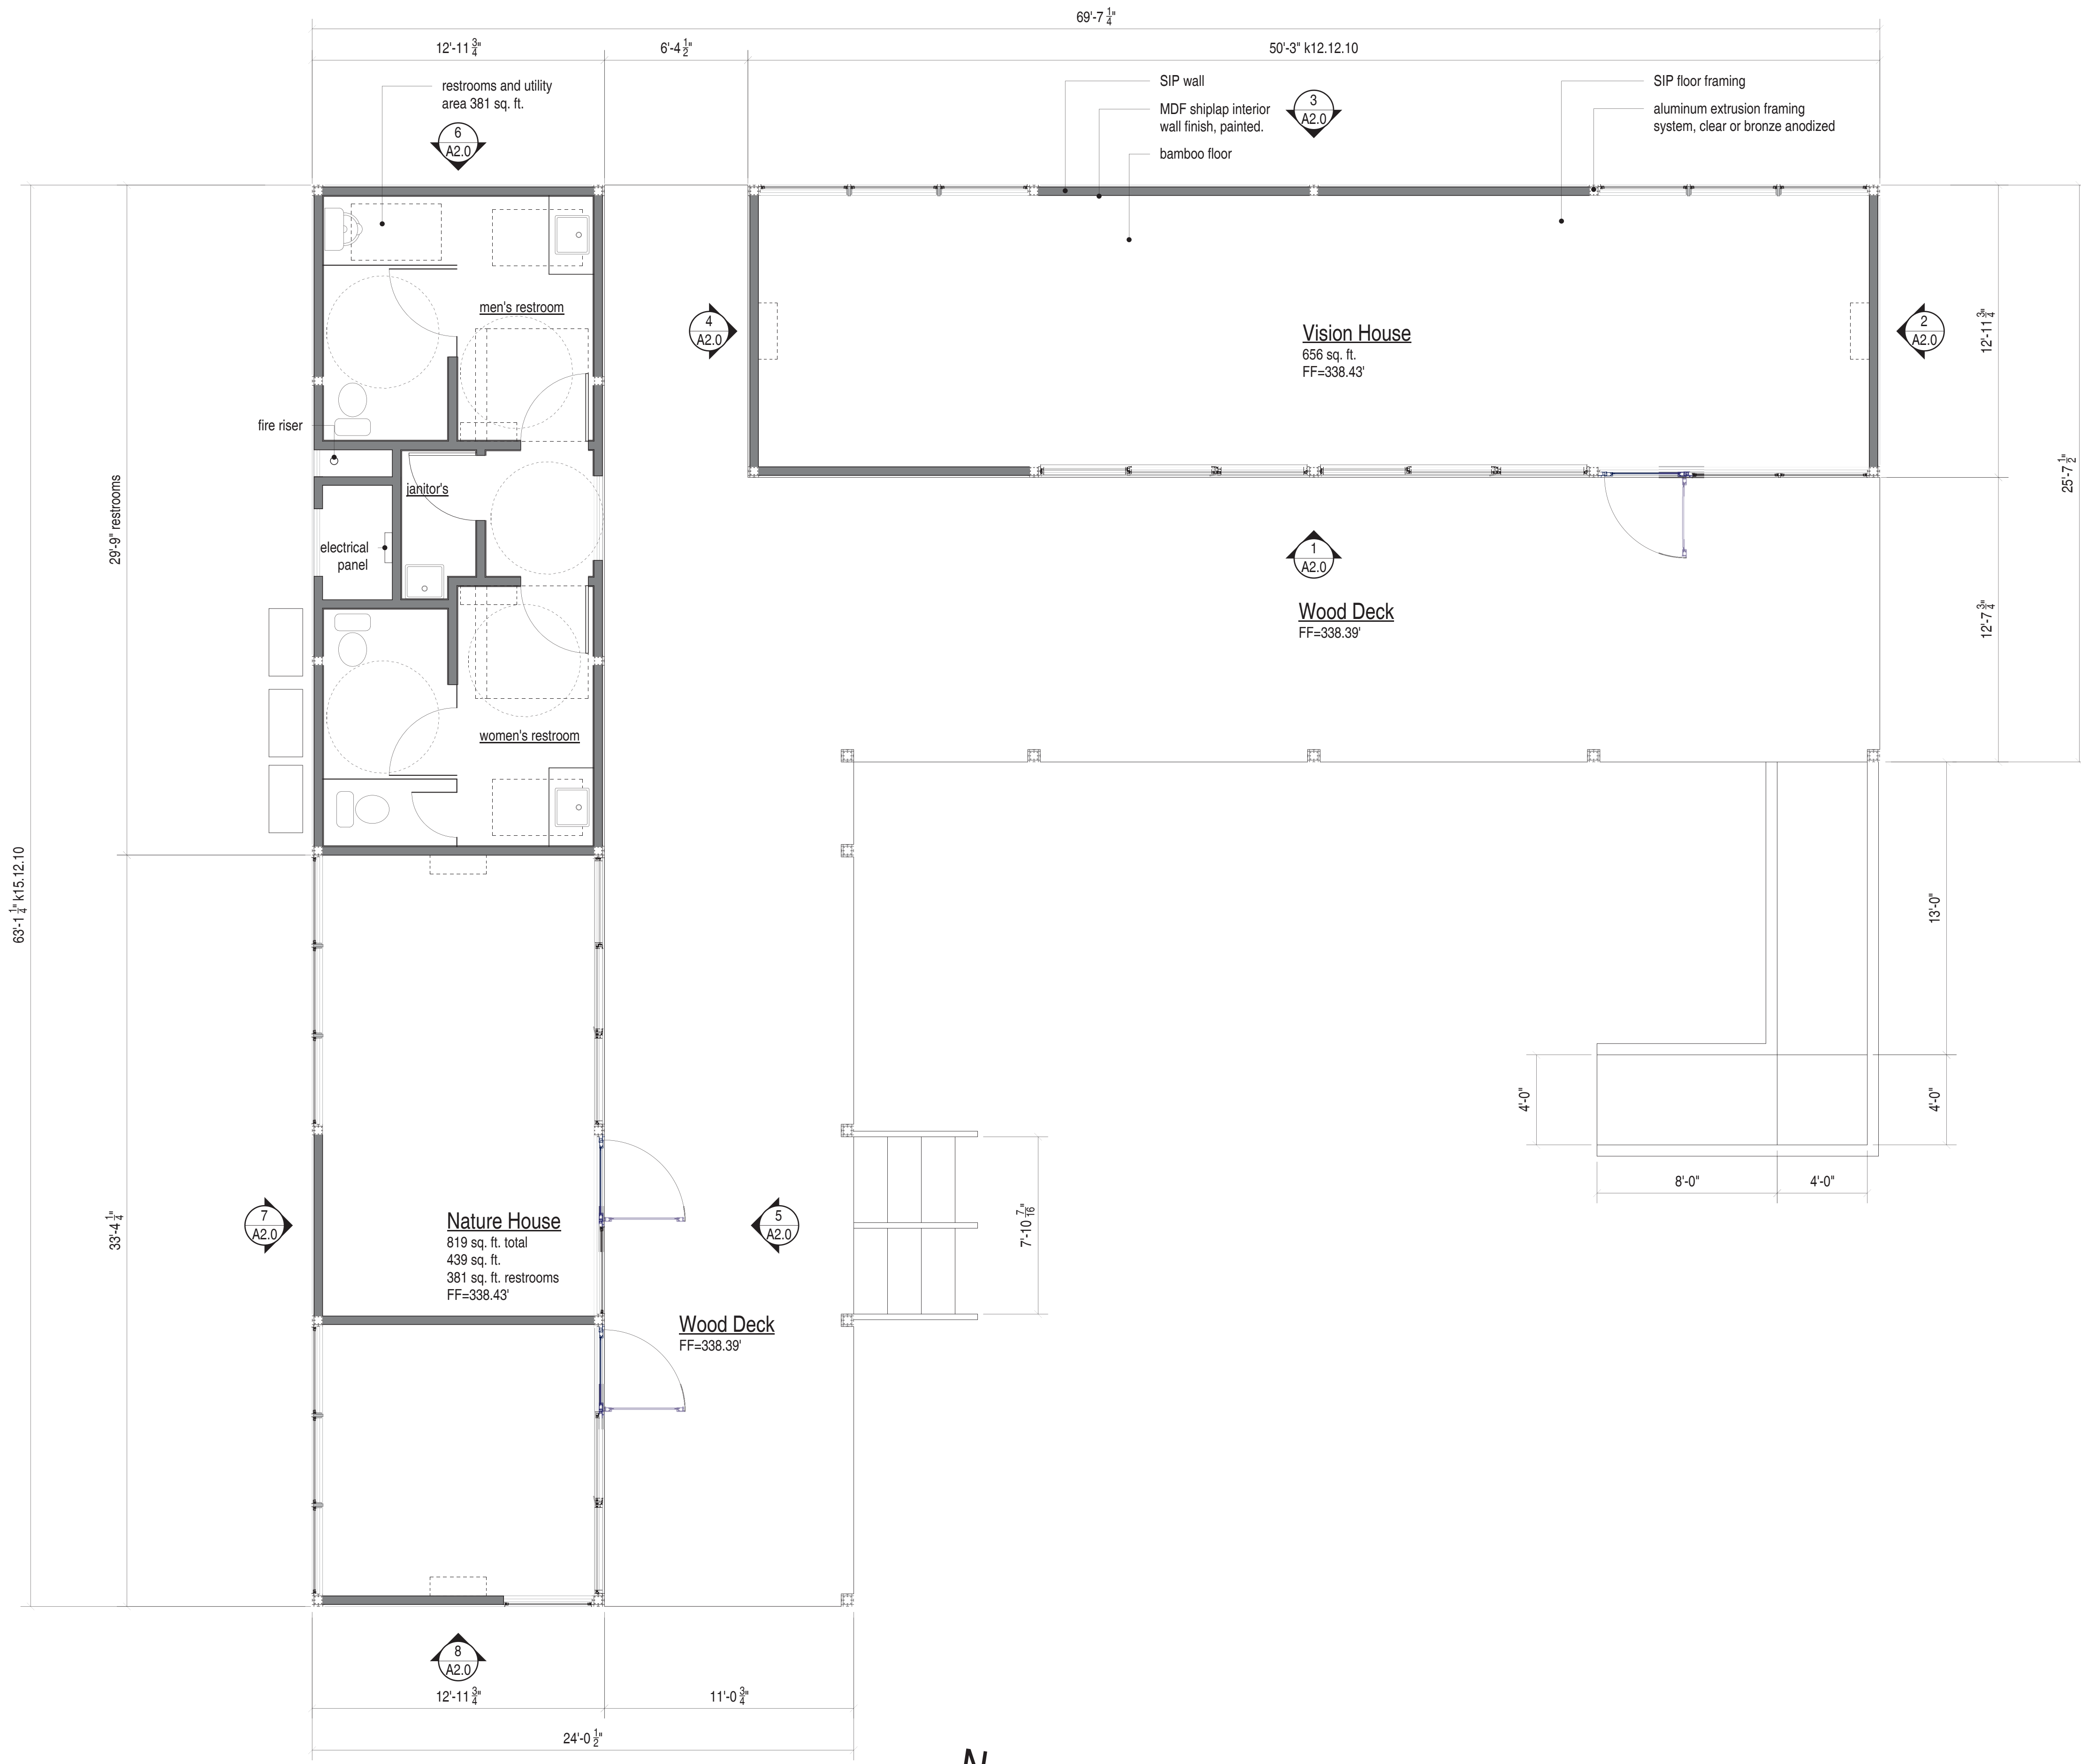 69'-7 1/4"
12'-11 3/4"
6'-4 1/2"
50'-3" k12.12.10
restrooms and utility
area 381 sq. ft.
6
A2.0
SIP wall
MDF shiplap interior
wall finish, painted.
bamboo floor
3
A2.0
SIP floor framing
aluminum extrusion framing
system, clear or bronze anodized
men's restroom
4
A2.0
Vision House
656 sq. ft.
FF=338.43'
2
A2.0
12'-11 3/4"
25'-7 1/2"
fire riser
janitor's
29'-9" restrooms
electrical
panel
1
A2.0
Wood Deck
FF=338.39'
12'-7 3/4"
women's restroom
63'-1 1/4" k15.12.10
13'-0"
4'-0"
4'-0"
8'-0"
4'-0"
33'-4 1/4"
7
A2.0
Nature House
819 sq. ft. total
439 sq. ft.
381 sq. ft. restrooms
FF=338.43'
5
A2.0
7'-10 7/16"
Wood Deck
FF=338.39'
8
A2.0
12'-11 3/4"
11'-0 3/4"
24'-0 1/2"
N